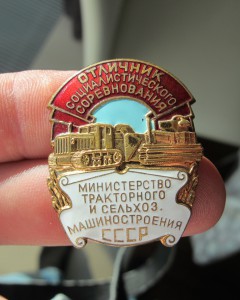 ОТЛИЧНИК
СОЦИАЛИСТИЧЕСКОГО
СОРЕВНОВАНИЯ
МИНИСТЕРСТВО
ТРАКТОРНОГО
И СЕЛЬХОЗ.
МАШИНОСТРОЕНИЯ
СССР